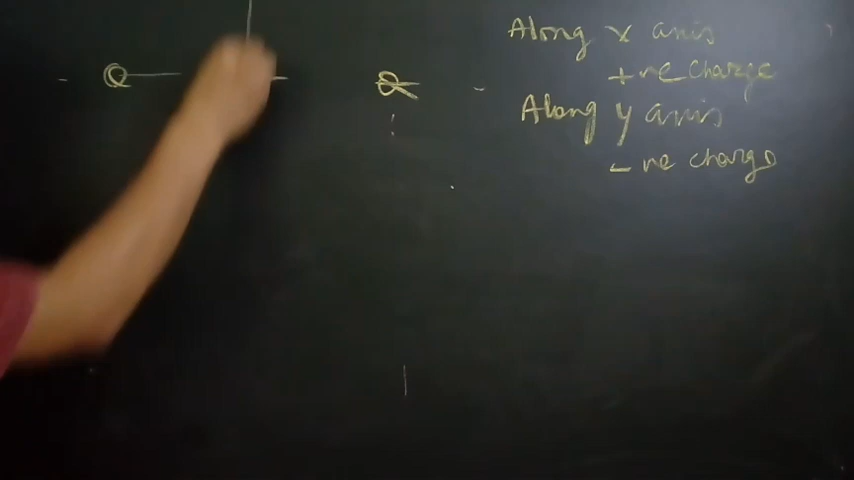 Along x axis
+ve charge
Along y axis
-ve charge
Q
Q